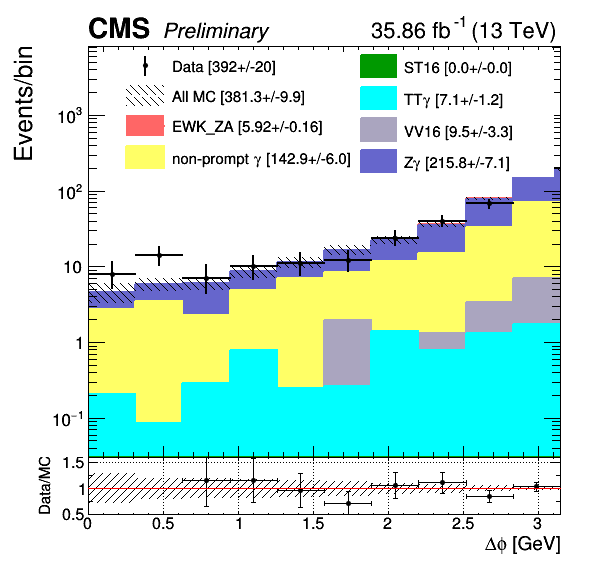 CMS Preliminary 35.86 fb⁻¹ (13 TeV)
Events/bin
Data [392+/-20]
All MC [381.3+/-9.9]
EWK_ZA [5.92+/-0.16]
non-prompt γ [142.9+/-6.0]
ST16 [0.0+/-0.0]
TTγ [7.1+/-1.2]
VV16 [9.5+/-3.3]
Zγ [215.8+/-7.1]
10³
10²
10
1
10⁻¹
Data/MC
1.5
1
0.5
0 0.5 1 1.5 2 2.5 3
Δϕ [GeV]